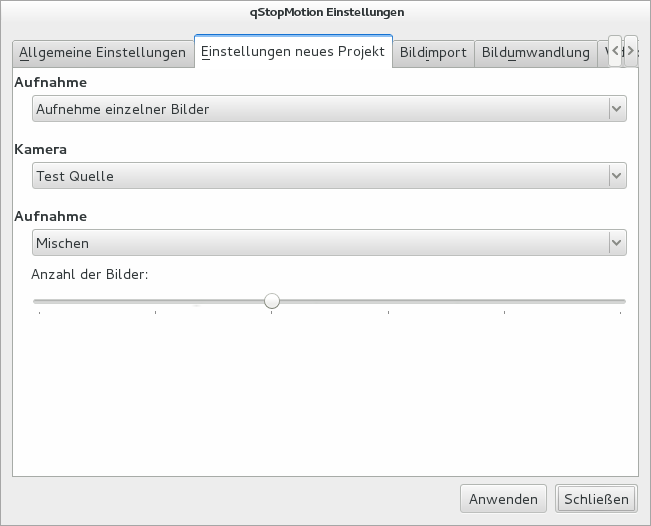 qStopMotion Einstellungen
Allgemeine Einstellungen Einstellungen neues Projekt Bildimport Bildumwandlung
Aufnahme
Aufnehme einzelner Bilder
Kamera
Test Quelle
Aufnahme
Mischen
Anzahl der Bilder:
Anwenden Schließen